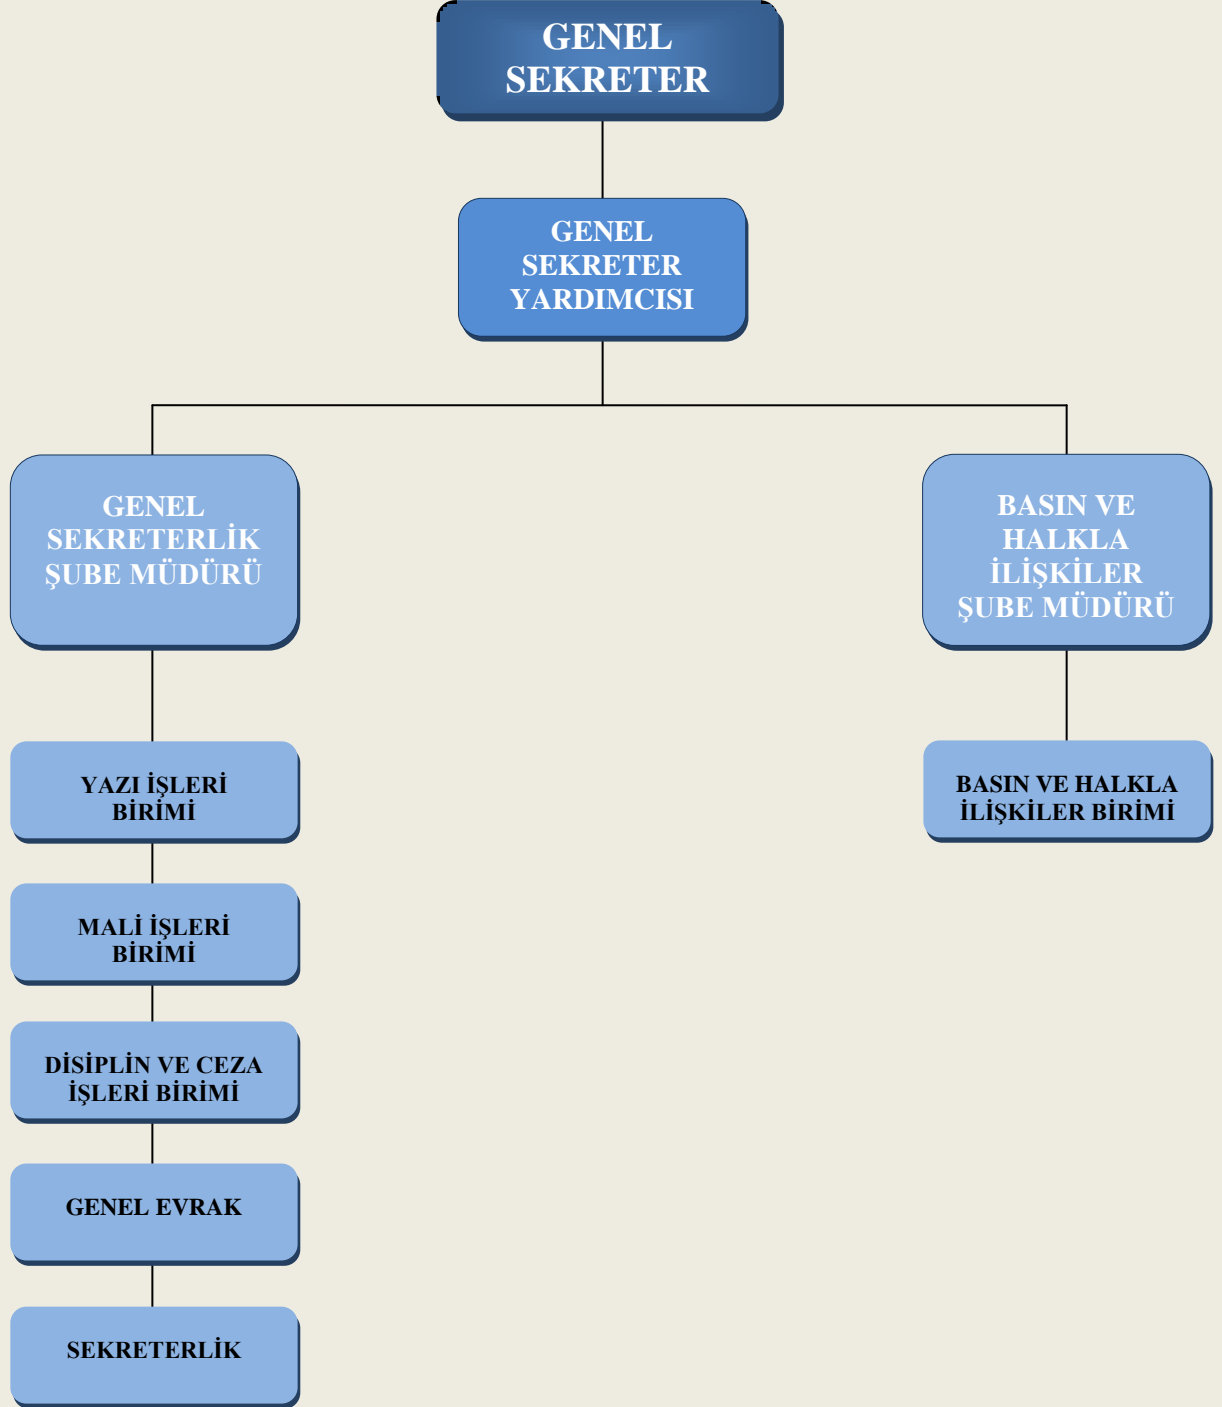 GENEL
SEKRETER
GENEL
SEKRETER
YARDIMCISI
GENEL
SEKRETERLİK
ŞUBE MÜDÜRÜ
BASIN VE
HALKLA
İLİŞKİLER
ŞUBE MÜDÜRÜ
YAZI İŞLERİ
BİRİMİ
BASIN VE HALKLA
İLİŞKİLER BİRİMİ
MALİ İŞLERİ
BİRİMİ
DİSİPLİN VE CEZA
İŞLERİ BİRİMİ
GENEL EVRAK
SEKRETERLİK